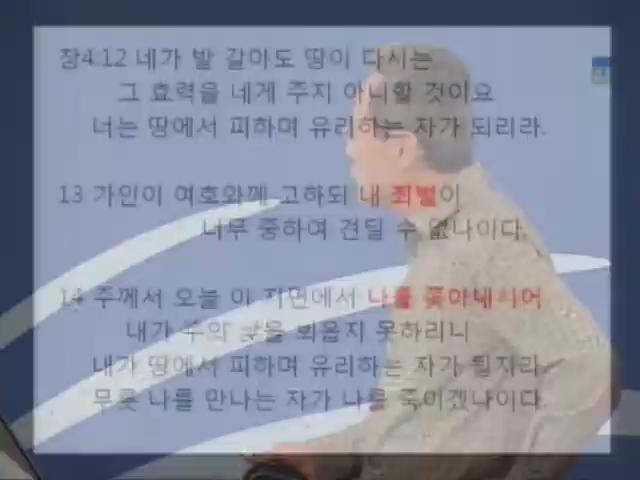 창4:12 네가 밭 갈아도 땅이 다시는
그 효력을 네게 주지 아니할 것이요
너는 땅에서 피하며 유리하는 자가 되리라.
13 가인이 여호와께 고하되 내 죄벌이
너무 중하여 견딜 수 없나이다.
14 주께서 오늘 이 지면에서 나를 쫓아내시어
내가 주의 낯을 뵈옵지 못하리니
내가 땅에서 피하며 유리하는 자가 될지라.
무릇 나를 만나는 자가 나를 죽이겠나이다.